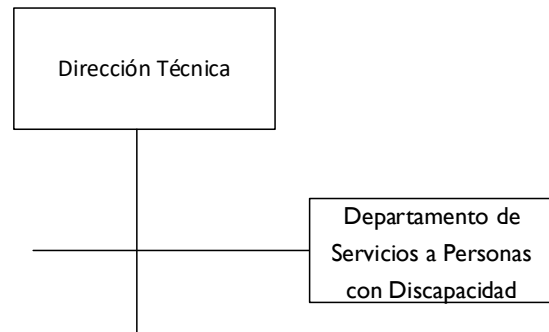 Dirección Técnica
Departamento de
Servicios a Personas
con Discapacidad